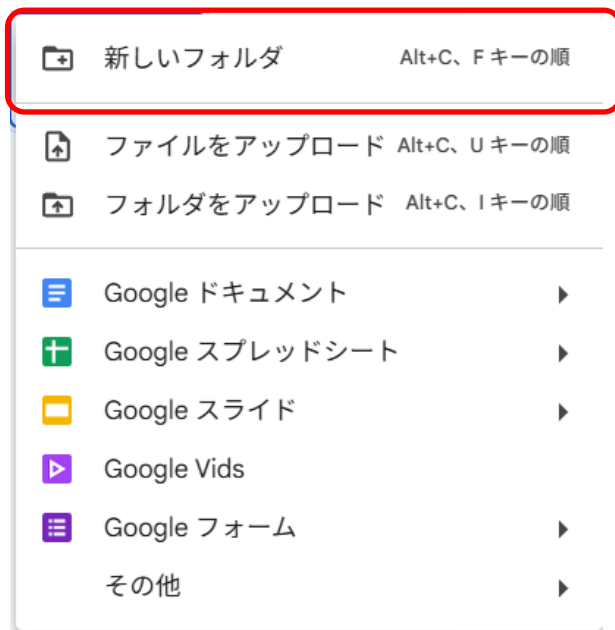 新しいフォルダ Alt+C、F キーの順
ファイルをアップロード Alt+C、U キーの順
フォルダをアップロード Alt+C、I キーの順
Google ドキュメント
Google スプレッドシート
Google スライド
Google Vids
Google フォーム
その他